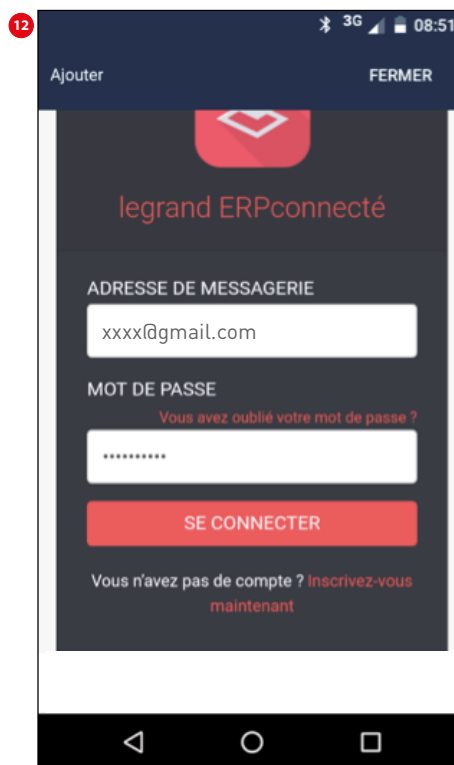 12
3G 08:51
Ajouter FERMER
legrand ERPconnecté
ADRESSE DE MESSAGERIE
xxxx@gmail.com
MOT DE PASSE
Vous avez oublié votre mot de passe ?
••••••••••
SE CONNECTER
Vous n'avez pas de compte ? Inscrivez-vous
maintenant